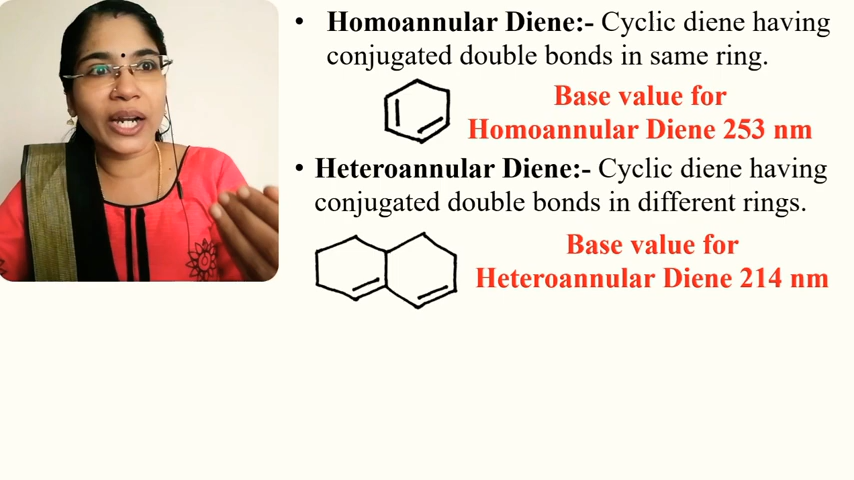 • Homoannular Diene:- Cyclic diene having
conjugated double bonds in same ring.
Base value for
Homoannular Diene 253 nm
• Heteroannular Diene:- Cyclic diene having
conjugated double bonds in different rings.
Base value for
Heteroannular Diene 214 nm